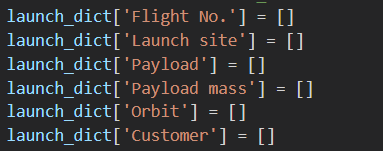 launch_dict['Flight No.'] = []
launch_dict['Launch site'] = []
launch_dict['Payload'] = []
launch_dict['Payload mass'] = []
launch_dict['Orbit'] = []
launch_dict['Customer'] = []